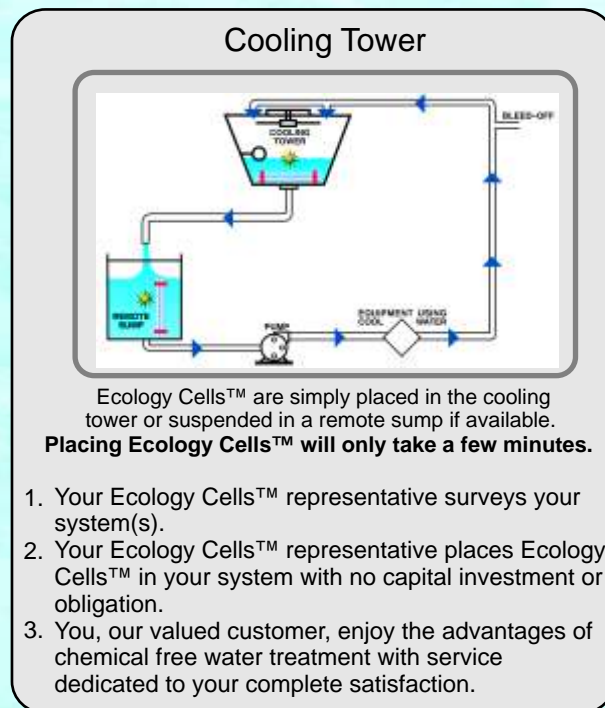 Cooling Tower
BLEED-OFF
COOLING
TOWER
REMOTE
SUMP
PUMP
EQUIPMENT USING
COOL WATER
Ecology Cells™ are simply placed in the cooling
tower or suspended in a remote sump if available.
Placing Ecology Cells™ will only take a few minutes.
1. Your Ecology Cells™ representative surveys your
system(s).
2. Your Ecology Cells™ representative places Ecology
Cells™ in your system with no capital investment or
obligation.
3. You, our valued customer, enjoy the advantages of
chemical free water treatment with service
dedicated to your complete satisfaction.